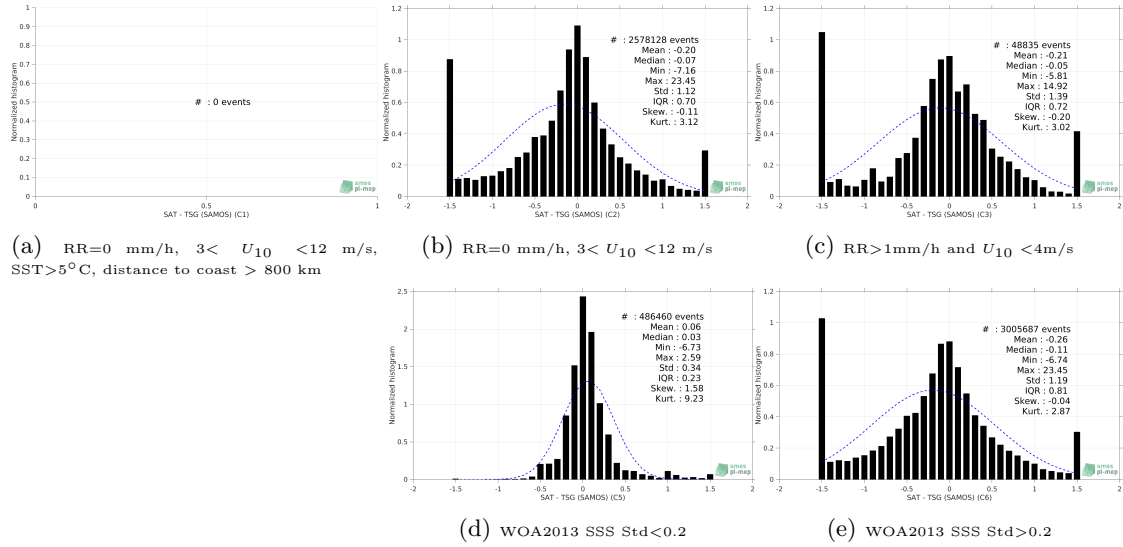 1
0.9
0.8
0.7
0.6
0.5
0.4
0.3
0.2
0.1
0
Normalized histogram
# : 0 events
0 0.5 1
SAT - TSG (SAMOS) (C1)
smos
pi-mep
(a) RR=0 mm/h, 3< U10 <12 m/s,
SST>5°C, distance to coast > 800 km
1.2
1
0.8
0.6
0.4
0.2
0
Normalized histogram
# : 2578128 events
Mean : -0.20
Median : -0.07
Min : -7.16
Max : 23.45
Std : 1.12
IQR : 0.70
Skew. : -0.11
Kurt. : 3.12
-2 -1.5 -1 -0.5 0 0.5 1 1.5 2
SAT - TSG (SAMOS) (C2)
smos
pi-mep
(b) RR=0 mm/h, 3< U10 <12 m/s
1.2
1
0.8
0.6
0.4
0.2
0
Normalized histogram
# : 48835 events
Mean : -0.21
Median : -0.05
Min : -5.81
Max : 14.92
Std : 1.39
IQR : 0.72
Skew. : -0.20
Kurt. : 3.02
-2 -1.5 -1 -0.5 0 0.5 1 1.5 2
SAT - TSG (SAMOS) (C3)
smos
pi-mep
(c) RR>1mm/h and U10 <4m/s
2.5
2
1.5
1
0.5
0
Normalized histogram
# : 486460 events
Mean : 0.06
Median : 0.03
Min : -6.73
Max : 2.59
Std : 0.34
IQR : 0.23
Skew. : 1.58
Kurt. : 9.23
-2 -1.5 -1 -0.5 0 0.5 1 1.5 2
SAT - TSG (SAMOS) (C5)
smos
pi-mep
(d) WOA2013 SSS Std<0.2
1.2
1
0.8
0.6
0.4
0.2
0
Normalized histogram
# : 3005687 events
Mean : -0.26
Median : -0.11
Min : -6.74
Max : 23.45
Std : 1.19
IQR : 0.81
Skew. : -0.04
Kurt. : 2.87
-2 -1.5 -1 -0.5 0 0.5 1 1.5 2
SAT - TSG (SAMOS) (C6)
smos
pi-mep
(e) WOA2013 SSS Std>0.2